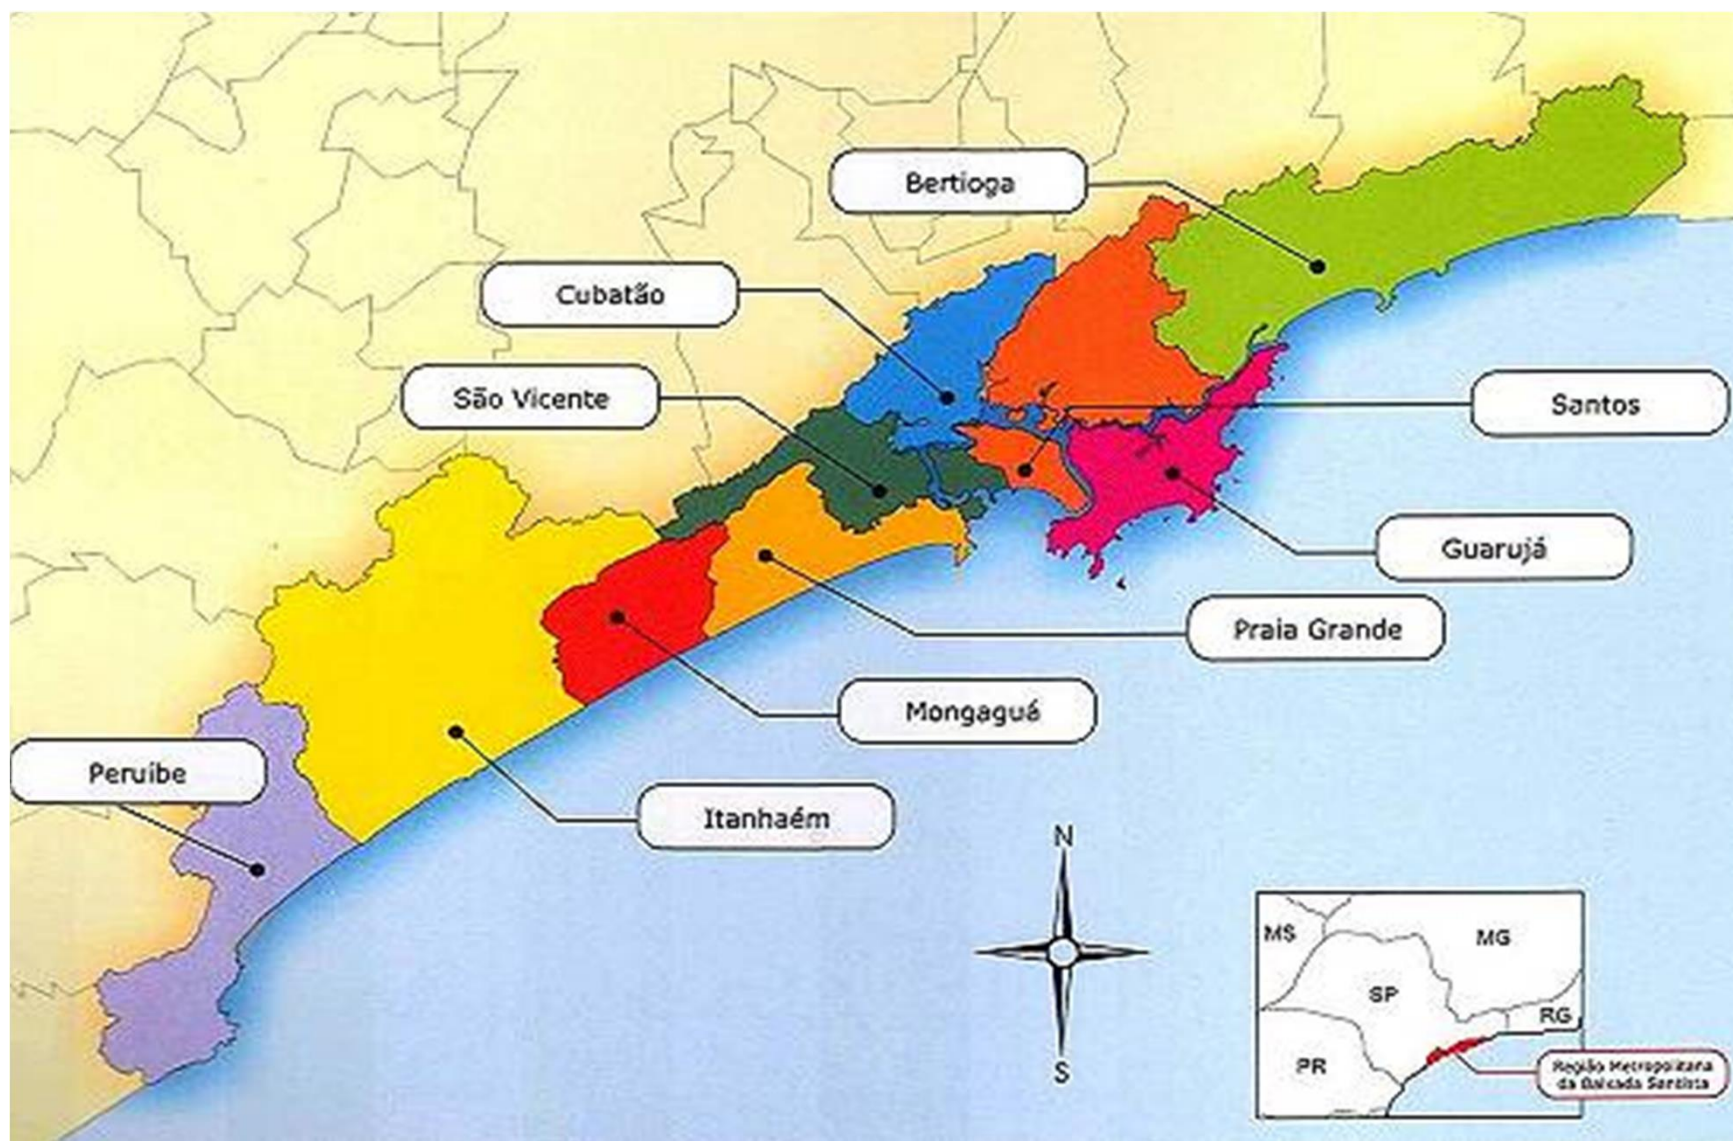 Bertioga
Cubatão
São Vicente
Santos
Guarujá
Praia Grande
Mongaguá
Peruíbe
Itanhaém
N
S
MS
MG
SP
RG
PR
Região Metropolitana
da Baixada Santista